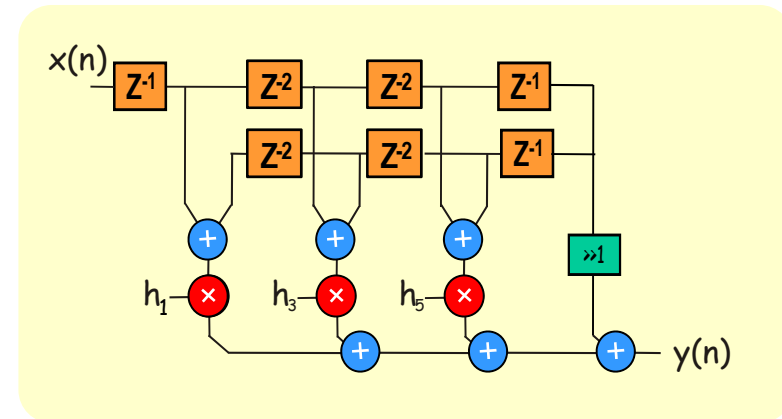 x(n) Z⁻¹ Z⁻² Z⁻² Z⁻¹
Z⁻² Z⁻² Z⁻¹
+ + + »1
h₁ × h₃ × h₅ ×
+ + + y(n)